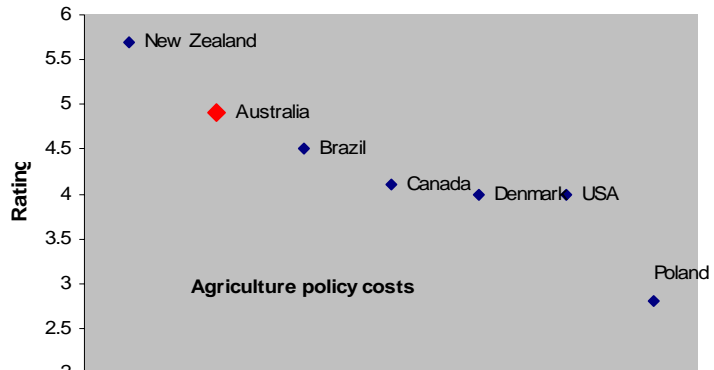 6
New Zealand
5.5
5
Australia
4.5
Brazil
Canada
4
Denmark
USA
3.5
Poland
3
Agriculture policy costs
2.5
Rating